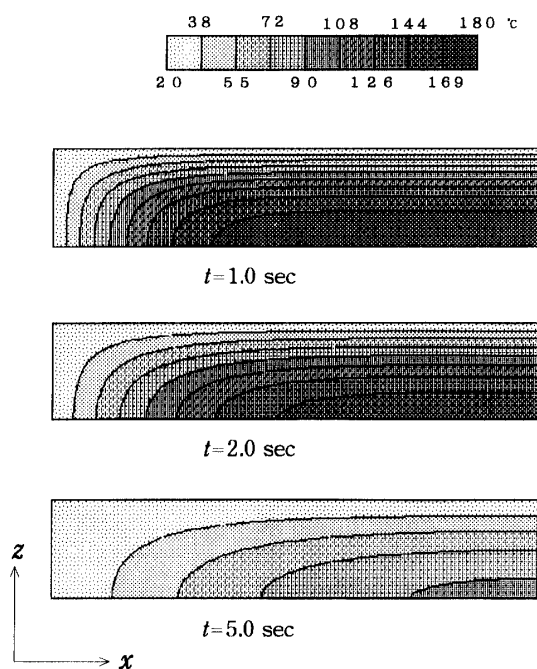 38 72 108 144 180 ℃
20 55 90 126 169
t=1.0 sec
t=2.0 sec
t=5.0 sec
z
x